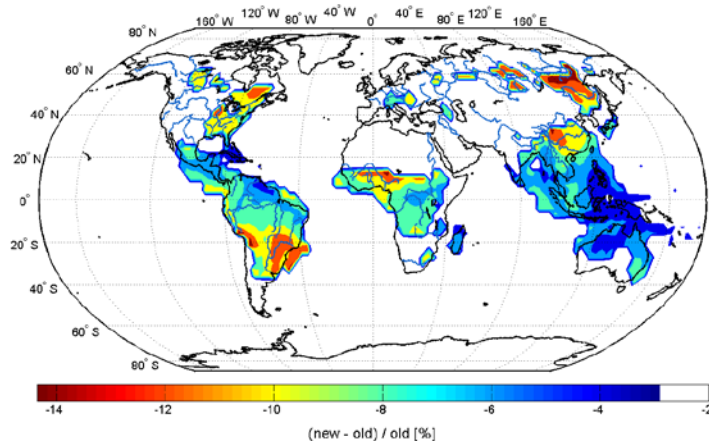 160° W 120° W 80° W 40° W 0° 40° E 80° E 120° E 160° E
80° N
60° N
40° N
20° N
0°
20° S
40° S
60° S
80° S
-14 -12 -10 -8 -6 -4 -2
(new - old) / old [%]